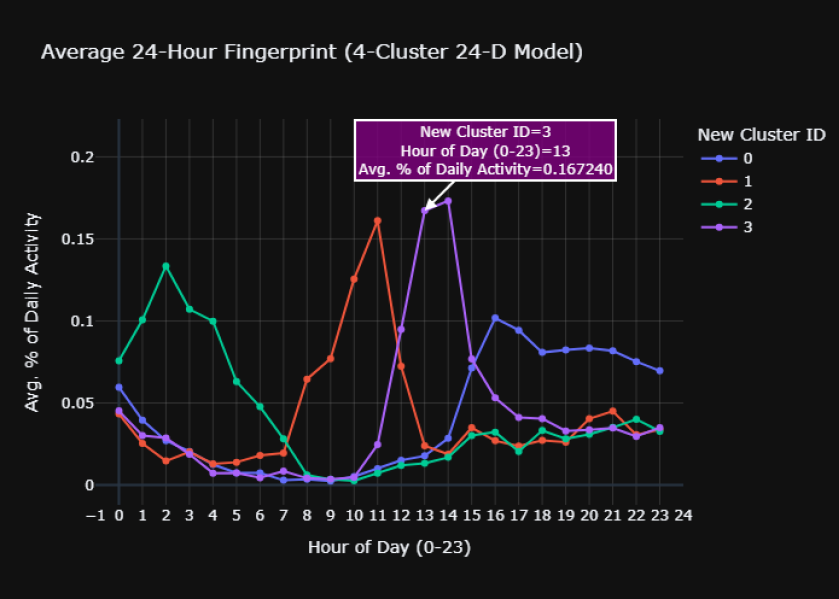 Average 24-Hour Fingerprint (4-Cluster 24-D Model)
New Cluster ID=3
Hour of Day (0-23)=13
Avg. % of Daily Activity=0.167240
New Cluster ID
0
1
2
3
Avg. % of Daily Activity
0.2
0.15
0.1
0.05
0
−1 0 1 2 3 4 5 6 7 8 9 10 11 12 13 14 15 16 17 18 19 20 21 22 23 24
Hour of Day (0-23)